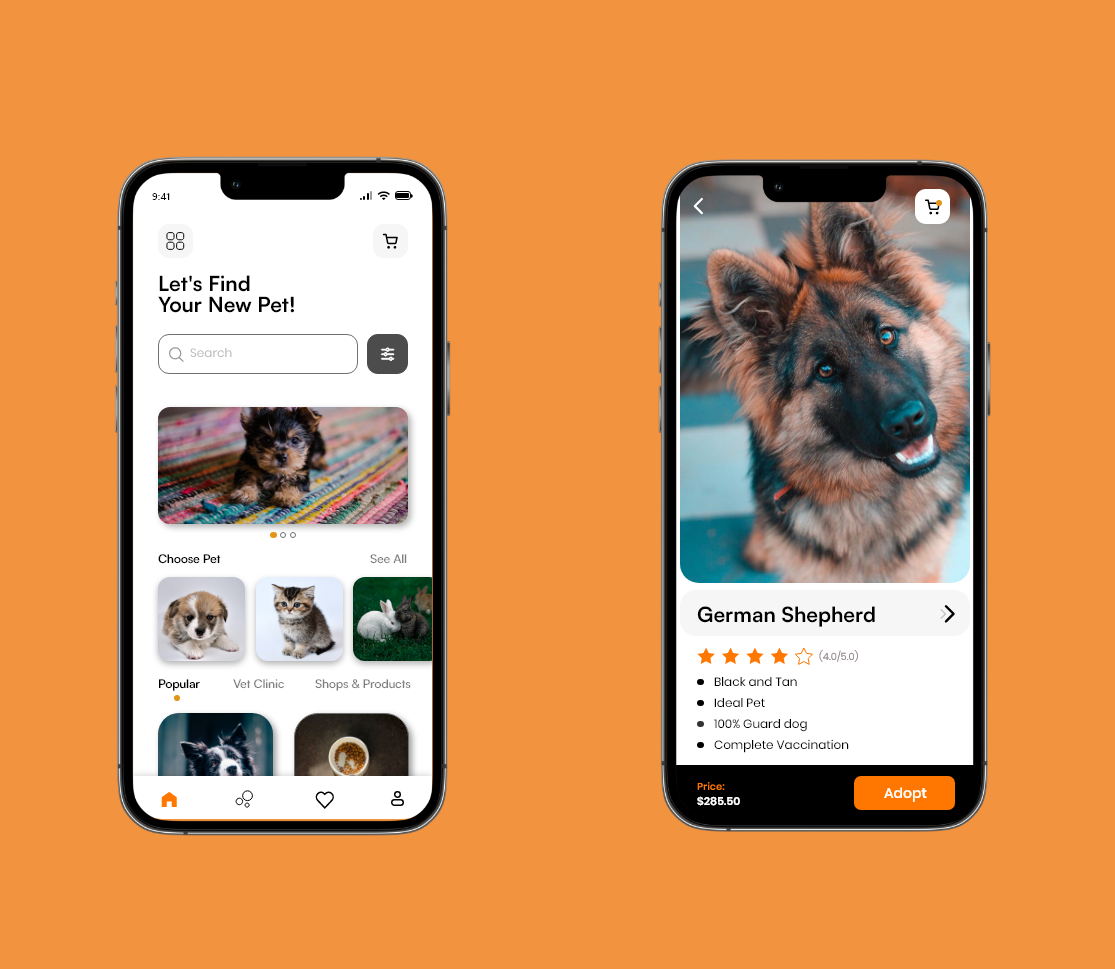 9:41
Let's Find
Your New Pet!
Search
Choose Pet
See All
Popular
Vet Clinic
Shops & Products
German Shepherd
(4.0/5.0)
Black and Tan
Ideal Pet
100% Guard dog
Complete Vaccination
Price:
$285.50
Adopt